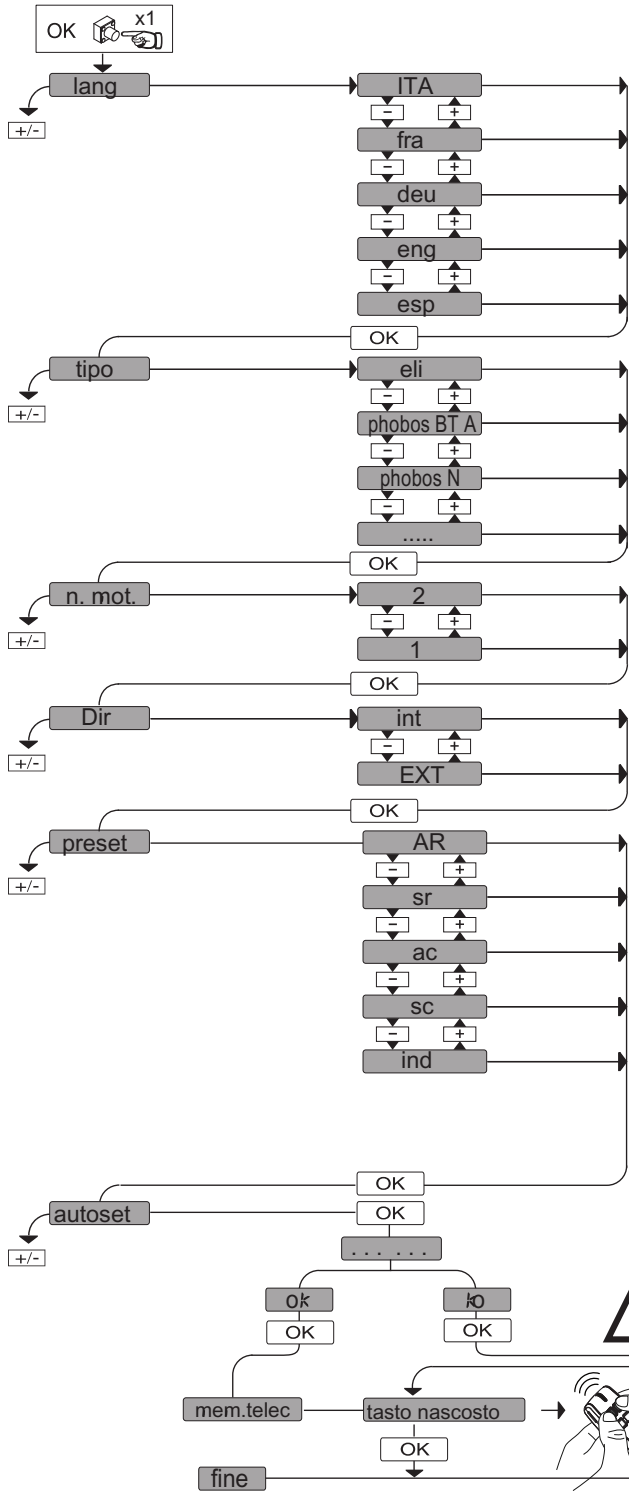 OK x1
lang ITA
+/- - +
fra
- +
deu
- +
eng
- +
esp
OK
tipo eli
+/- - +
phobos BT A
- +
phobos N
- +
.....
OK
n. mot. 2
+/- - +
1
OK
Dir int
+/- - +
EXT
OK
preset AR
+/- - +
sr
- +
ac
- +
sc
- +
ind
OK
autoset OK
+/- . . . . . .
ok ko
OK OK
mem.telec tasto nascosto
OK
fine